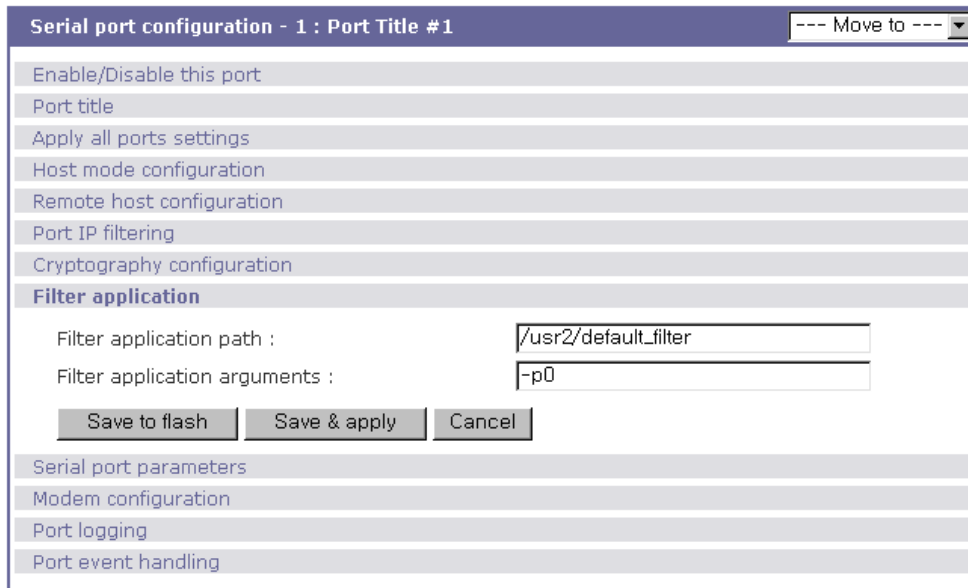 Serial port configuration - 1 : Port Title #1 --- Move to ---
Enable/Disable this port
Port title
Apply all ports settings
Host mode configuration
Remote host configuration
Port IP filtering
Cryptography configuration
Filter application
Filter application path : /usr2/default_filter
Filter application arguments : -p0
Save to flash Save & apply Cancel
Serial port parameters
Modem configuration
Port logging
Port event handling